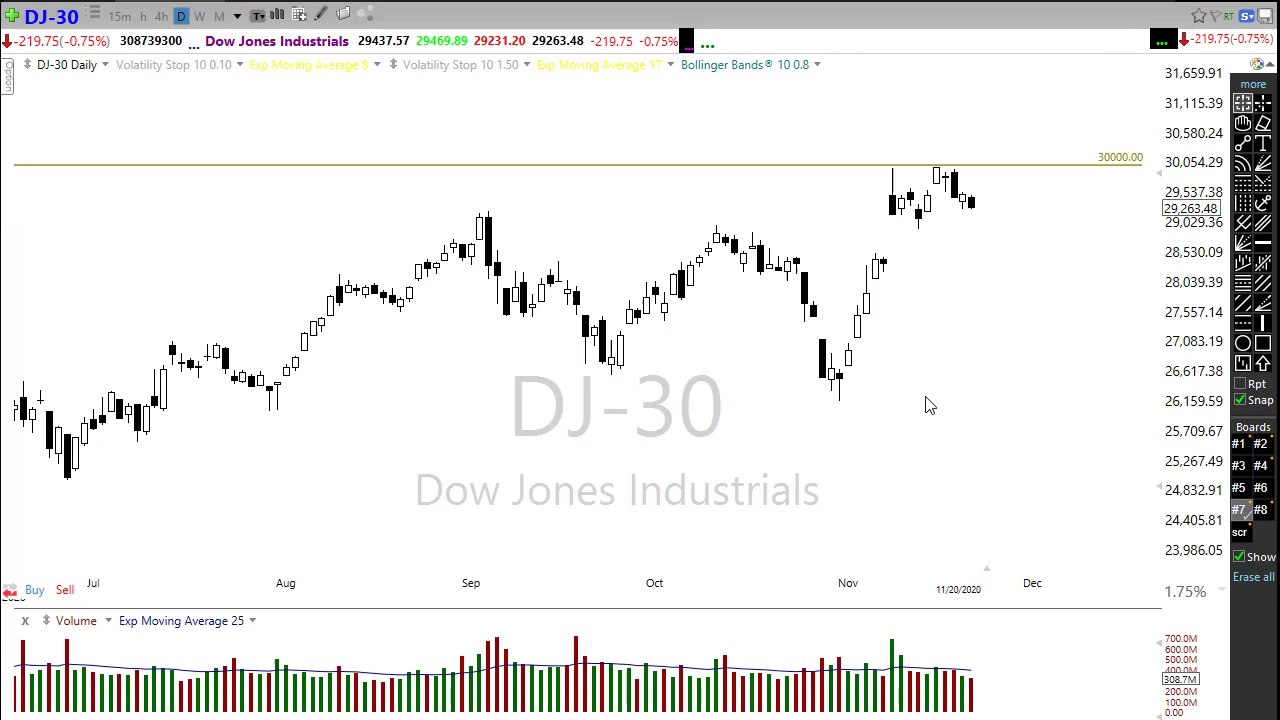 DJ-30 15m h 4h D W M T RT S
-219.75(-0.75%) 308739300 ... Dow Jones Industrials 29437.57 29469.89 29231.20 29263.48 -219.75 -0.75% ... ... ... -219.75(-0.75%)
Option
DJ-30 Daily Volatility Stop 10 0.10 Exp Moving Average 8 Volatility Stop 10 1.50 Exp Moving Average 17 Bollinger Bands® 10 0.8
31,659.91
more
31,115.39
30,580.24
30000.00
30,054.29
29,537.38
29,263.48
29,029.36
28,530.09
28,039.39
27,557.14
27,083.19
26,617.38
Rpt
Snap
26,159.59
DJ-30
Boards
25,709.67
#1 #2
25,267.49
#3 #4
Dow Jones Industrials
24,832.91
#5 #6
#7 #8
24,405.81
scr
23,986.05
Show
Jul Aug Sep Oct Nov Dec
Erase all
Buy Sell
11/20/2020
1.75%
x Volume Exp Moving Average 25
700.0M
600.0M
500.0M
400.0M
308.7M
200.0M
100.0M
0.00